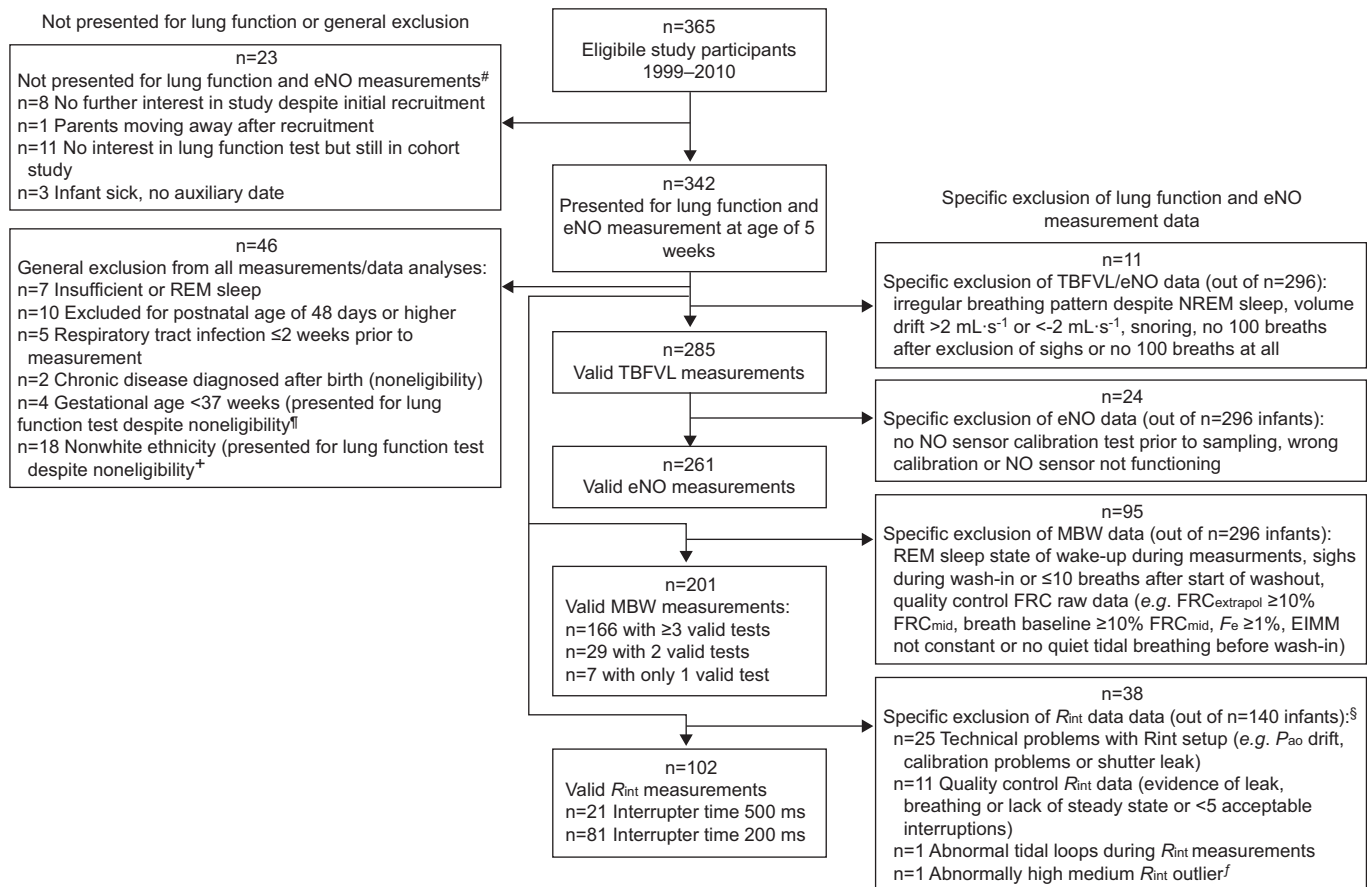 Not presented for lung function or general exclusion
n=23
Not presented for lung function and eNO measurements#
n=8 No further interest in study despite initial recruitment
n=1 Parents moving away after recruitment
n=11 No interest in lung function test but still in cohort
study
n=3 Infant sick, no auxiliary date
n=46
General exclusion from all measurements/data analyses:
n=7 Insufficient or REM sleep
n=10 Excluded for postnatal age of 48 days or higher
n=5 Respiratory tract infection ≤2 weeks prior to
measurement
n=2 Chronic disease diagnosed after birth (noneligibility)
n=4 Gestational age <37 weeks (presented for lung
function test despite noneligibility¶
n=18 Nonwhite ethnicity (presented for lung function test
despite noneligibility+
n=365
Eligibile study participants
1999–2010
n=342
Presented for lung function and
eNO measurement at age of 5
weeks
n=285
Valid TBFVL measurements
n=261
Valid eNO measurements
n=201
Valid MBW measurements:
n=166 with ≥3 valid tests
n=29 with 2 valid tests
n=7 with only 1 valid test
n=102
Valid Rint measurements
n=21 Interrupter time 500 ms
n=81 Interrupter time 200 ms
Specific exclusion of lung function and eNO
measurement data
n=11
Specific exclusion of TBFVL/eNO data (out of n=296):
irregular breathing pattern despite NREM sleep, volume
drift >2 mL·s-1 or <-2 mL·s-1, snoring, no 100 breaths
after exclusion of sighs or no 100 breaths at all
n=24
Specific exclusion of eNO data (out of n=296 infants):
no NO sensor calibration test prior to sampling, wrong
calibration or NO sensor not functioning
n=95
Specific exclusion of MBW data (out of n=296 infants):
REM sleep state of wake-up during measurments, sighs
during wash-in or ≤10 breaths after start of washout,
quality control FRC raw data (e.g. FRCextrapol ≥10%
FRCmid, breath baseline ≥10% FRCmid, Fe ≥1%, EIMM
not constant or no quiet tidal breathing before wash-in)
n=38
Specific exclusion of Rint data data (out of n=140 infants):§
n=25 Technical problems with Rint setup (e.g. Pao drift,
calibration problems or shutter leak)
n=11 Quality control Rint data (evidence of leak,
breathing or lack of steady state or <5 acceptable
interruptions)
n=1 Abnormal tidal loops during Rint measurements
n=1 Abnormally high medium Rint outlierƒ